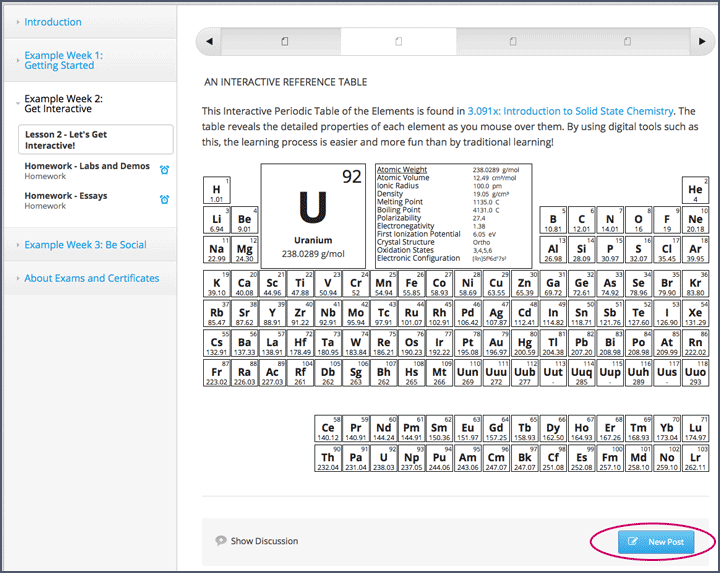 Introduction
Example Week 1:
Getting Started
Example Week 2:
Get Interactive
Lesson 2 - Let's Get
Interactive!
Homework - Labs and Demos
Homework
Homework - Essays
Homework
Example Week 3: Be Social
About Exams and Certificates
AN INTERACTIVE REFERENCE TABLE
This Interactive Periodic Table of the Elements is found in 3.091x: Introduction to Solid State Chemistry. The
table reveals the detailed properties of each element as you mouse over them. By using digital tools such as
this, the learning process is easier and more fun than by traditional learning!
92
U
Uranium
238.0289 g/mol
Atomic Weight 238.0289 g/mol
Atomic Volume 12.49 cm³/mol
Ionic Radius 100.0 pm
Density 19.05 g/cm³
Melting Point 1135.0 C
Boiling Point 4131.0 C
Polarizability 27.4
Electronegativity 1.38
First Ionization Potential 6.05 eV
Crystal Structure Ortho
Oxidation States 3,4,5,6
Electronic Configuration [Rn]5f³6d¹7s²
1 2
H He
1.01 4
3 4 5 6 7 8 9 10
Li Be B C N O F Ne
6.94 9.01 10.81 12.01 14.01 16 19 20.18
11 12 13 14 15 16 17 18
Na Mg Al Si P S Cl Ar
22.99 24.30 26.98 28.09 30.97 32.07 35.45 39.95
19 20 21 22 23 24 25 26 27 28 29 30 31 32 33 34 35 36
K Ca Sc Ti V Cr Mn Fe Co Ni Cu Zn Ga Ge As Se Br Kr
39.10 40.08 44.96 47.88 50.94 52 54.94 55.85 58.93 58.69 63.55 65.39 69.72 72.61 74.92 78.96 79.90 83.80
37 38 39 40 41 42 43 44 45 46 47 48 49 50 51 52 53 54
Rb Sr Y Zr Nb Mo Tc Ru Rh Pd Ag Cd In Sn Sb Te I Xe
85.47 87.62 88.91 91.22 92.91 95.94 97.91 101.07 102.91 106.42 107.87 112.41 114.82 118.71 121.76 127.60 126.90 131.29
55 56 57 72 73 74 75 76 77 78 79 80 81 82 83 84 85 86
Cs Ba La Hf Ta W Re Os Ir Pt Au Hg Tl Pb Bi Po At Rn
132.91 137.33 138.91 178.49 180.95 183.84 186.21 190.23 192.22 195.08 196.97 200.59 204.38 207.20 208.98 208.98 209.99 222.02
87 88 89 104 105 106 107 108 109 110 111 112 113 114 115 116 117 118
Fr Ra Ac Rf Db Sg Bh Hs Mt Uun Uuu Uub Uut Uuq Uup Uuh Uus Uuo
223.02 226.03 227.03 261 262 263 262 265 266 269 272 277 - 285 - 289 - 293
58 59 60 61 62 63 64 65 66 67 68 69 70 71
Ce Pr Nd Pm Sm Eu Gd Tb Dy Ho Er Tm Yb Lu
140.12 140.91 144.24 144.91 150.36 151.97 157.25 158.93 162.50 164.93 167.26 168.93 173.04 174.97
90 91 92 93 94 95 96 97 98 99 100 101 102 103
Th Pa U Np Pu Am Cm Bk Cf Es Fm Md No Lr
232.04 231.04 238.03 237.05 244.06 243.06 247.07 247.07 251.08 252.08 257.10 258.10 259.10 262.11
Show Discussion
New Post